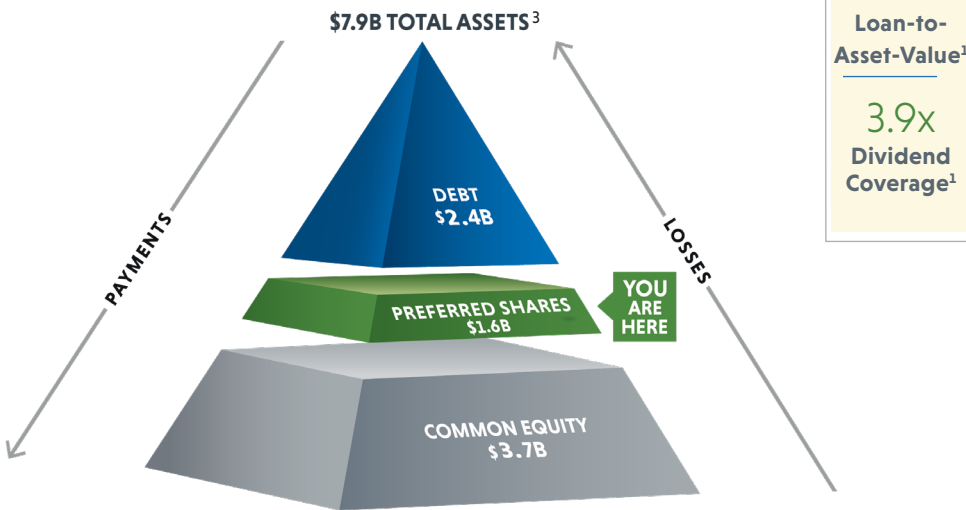 $7.9B TOTAL ASSETS3
Loan-to-
Asset-Value1
3.9x
Dividend
Coverage1
PAYMENTS
LOSSES
DEBT
$2.4B
PREFERRED SHARES
$1.6B
YOU
ARE
HERE
COMMON EQUITY
$3.7B